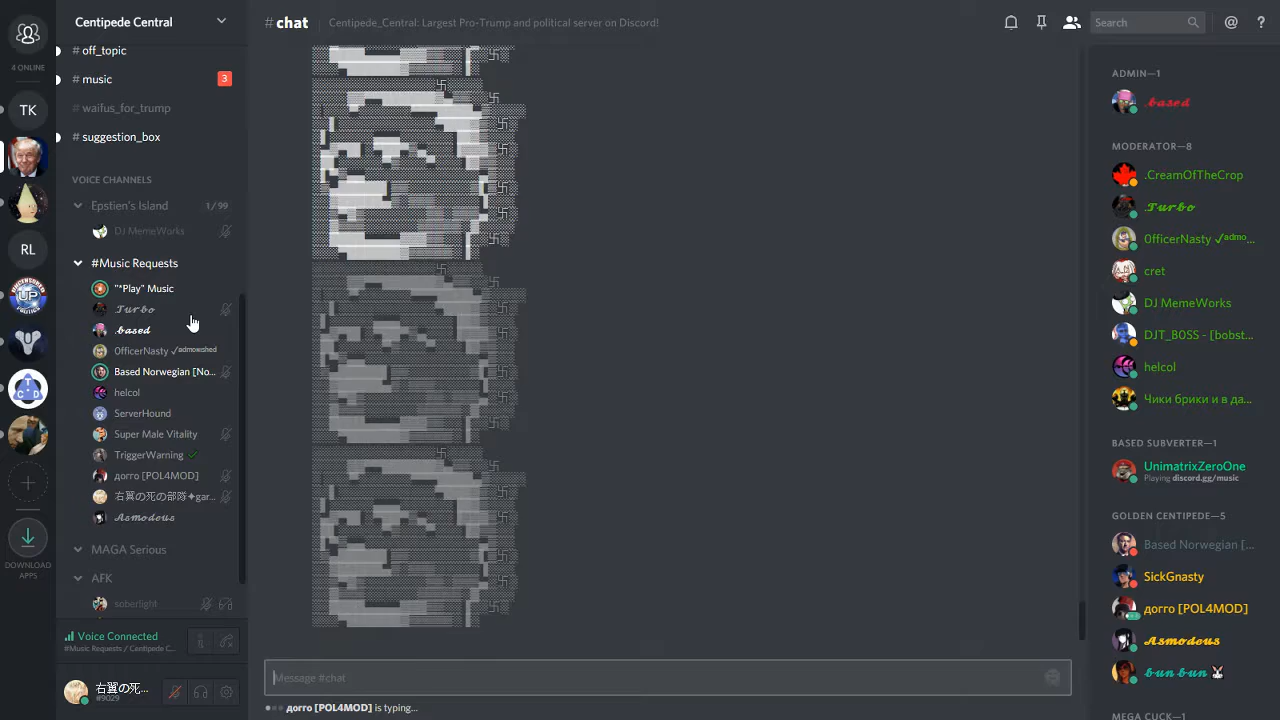 4 ONLINE
TK
RL
DOWNLOAD
APPS
Centipede Central
# off_topic
# music 3
# waifus_for_trump
# suggestion_box
VOICE CHANNELS
Epstien's Island 1/99
DJ MemeWorks
#Music Requests
"*Play" Music
𝓣𝓾𝓻𝓫𝓸
.𝓫𝓪𝓼𝓮𝓭
OfficerNasty ✓ᵃᵈᵐᵒⁿᶦˢʰᵉᵈ
Based Norwegian [No...
helcol
ServerHound
Super Male Vitality
TriggerWarning ✓
догго [POL4MOD]
右翼の死の部隊✦gar...
𝓐𝓼𝓶𝓸𝓭𝓮𝓾𝓼
MAGA Serious
AFK
soberlight
Voice Connected
#Music Requests / Centipede C...
右翼の死...
#9029
# chat
Centipede_Central: Largest Pro-Trump and political server on Discord!
Search
@ ?
Message #chat
догго [POL4MOD] is typing...
ADMIN—1
.𝓫𝓪𝓼𝓮𝓭
MODERATOR—8
.CreamOfTheCrop
.𝓣𝓾𝓻𝓫𝓸
0fficerNasty ✓ᵃᵈᵐᵒ...
cret
DJ MemeWorks
DJT_B0SS - [bobst...
helcol
Чики брики и в да...
BASED SUBVERTER—1
UnimatrixZeroOne
Playing discord.gg/music
GOLDEN CENTIPEDE—5
Based Norwegian [...
SickGnasty
догго [POL4MOD]
𝓐𝓼𝓶𝓸𝓭𝓮𝓾𝓼
𝓫𝓾𝓷 𝓫𝓾𝓷
MEGA CUCK—1